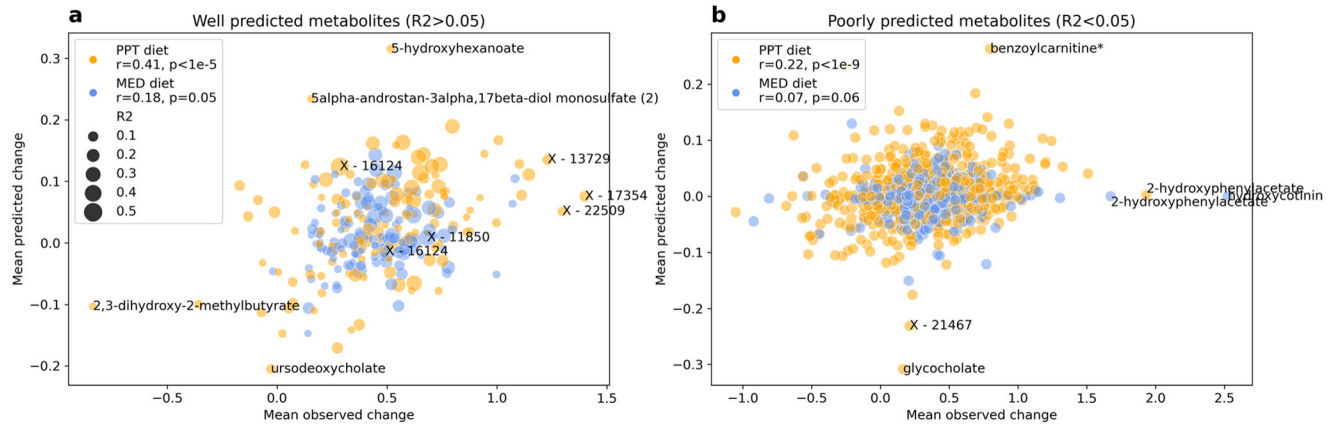 a
Well predicted metabolites (R2>0.05)
PPT diet
r=0.41, p<1e-5
MED diet
r=0.18, p=0.05
R2
0.1
0.2
0.3
0.4
0.5
5-hydroxyhexanoate
5alpha-androstan-3alpha,17beta-diol monosulfate (2)
X - 16124
X - 13729
X - 17354
X - 22509
X - 11850
X - 16124
2,3-dihydroxy-2-methylbutyrate
ursodeoxycholate
0.3
0.2
0.1
0.0
−0.1
−0.2
Mean predicted change
−0.5
0.0
0.5
1.0
1.5
Mean observed change
b
Poorly predicted metabolites (R2<0.05)
PPT diet
r=0.22, p<1e-9
MED diet
r=0.07, p=0.06
benzoylcarnitine*
2-hydroxyphenylacetate
hydroxycotinin
2-hydroxyphenylacetate
X - 21467
glycocholate
0.2
0.1
0.0
−0.1
−0.2
−0.3
Mean predicted change
−1.0
−0.5
0.0
0.5
1.0
1.5
2.0
2.5
Mean observed change